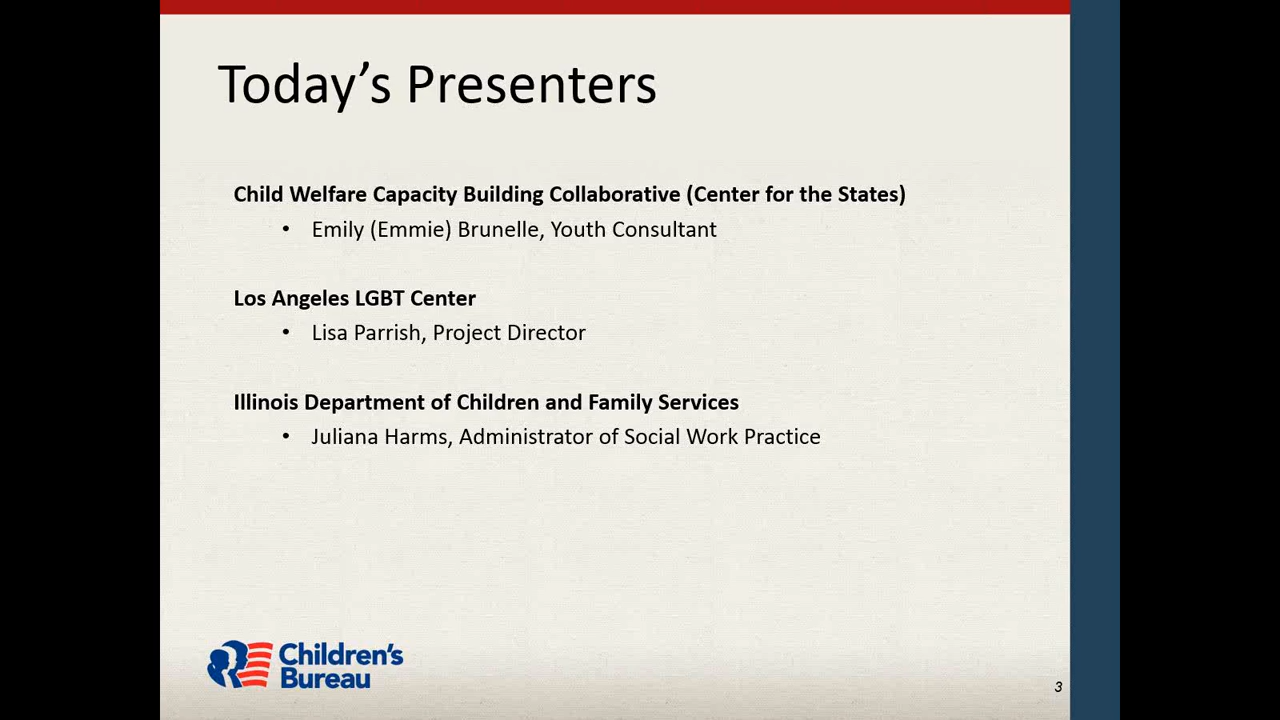 Today’s Presenters
Child Welfare Capacity Building Collaborative (Center for the States)
• Emily (Emmie) Brunelle, Youth Consultant
Los Angeles LGBT Center
• Lisa Parrish, Project Director
Illinois Department of Children and Family Services
• Juliana Harms, Administrator of Social Work Practice
Children’s
Bureau
3